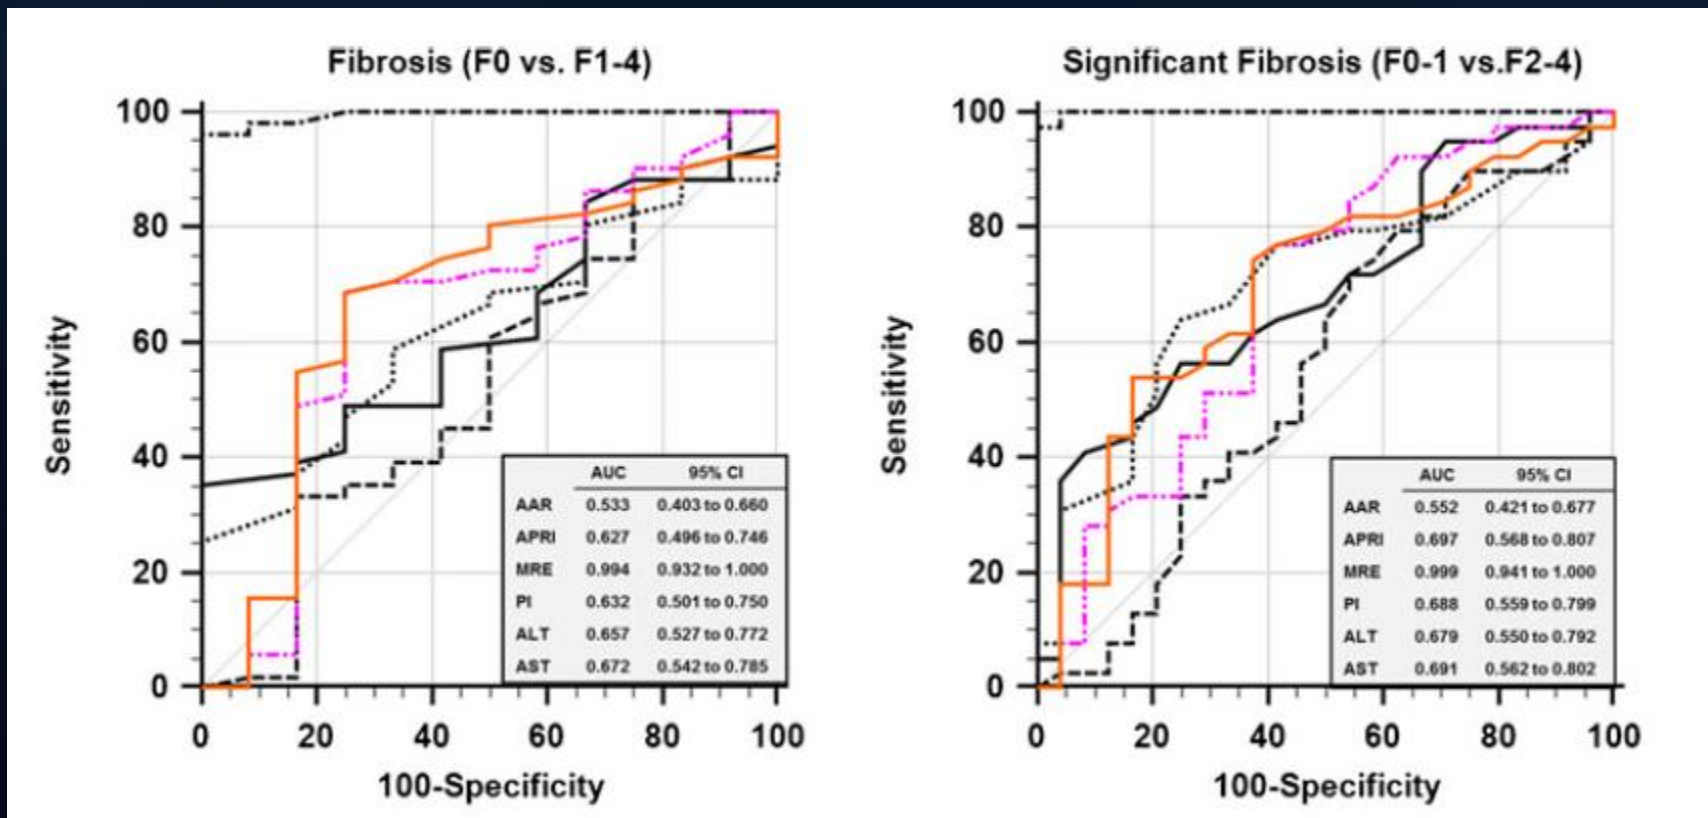 Fibrosis (F0 vs. F1-4)
100
80
60
40
20
0
Sensitivity
AUC 95% CI
AAR 0.533 0.403 to 0.660
APRI 0.627 0.496 to 0.746
MRE 0.994 0.932 to 1.000
PI 0.632 0.501 to 0.750
ALT 0.657 0.527 to 0.772
AST 0.672 0.542 to 0.785
0 20 40 60 80 100
100-Specificity
Significant Fibrosis (F0-1 vs.F2-4)
100
80
60
40
20
0
Sensitivity
AUC 95% CI
AAR 0.552 0.421 to 0.677
APRI 0.697 0.568 to 0.807
MRE 0.999 0.941 to 1.000
PI 0.688 0.559 to 0.799
ALT 0.679 0.550 to 0.792
AST 0.691 0.562 to 0.802
0 20 40 60 80 100
100-Specificity